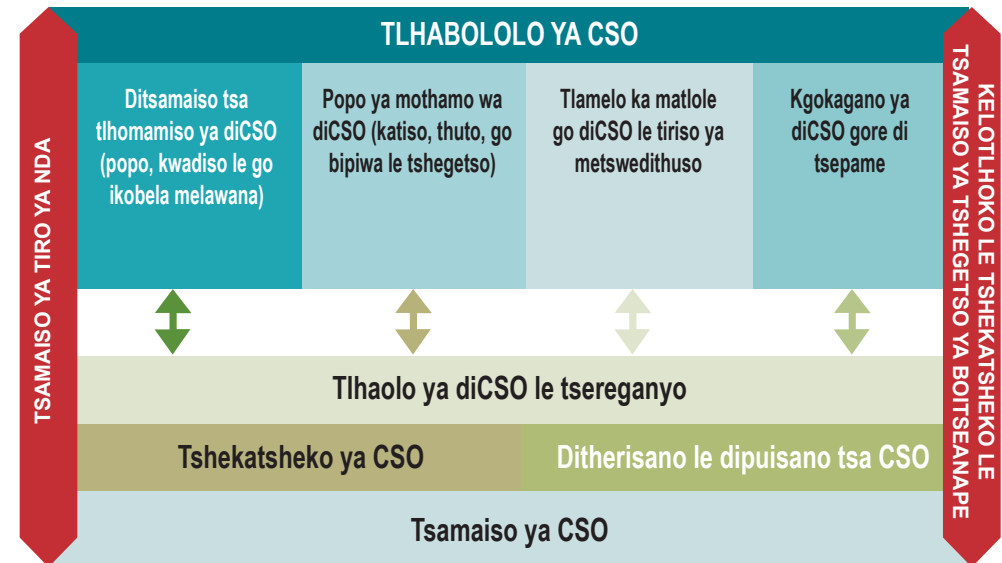 TLHABOLOLO YA CSO
TSAMAISO YA TIRO YA NDA
Ditsamaiso tsa
tlhomamiso ya diCSO
(popo, kwadiso le go
ikobela melawana)
Popo ya mothamo wa
diCSO (katiso, thuto, go
bipiwa le tshegetso)
Tlamelo ka matlole
go diCSO le tiriso ya
metswedithuso
Kgokagano ya
diCSO gore di
tsepame
KELOTLHOKO LE TSHEKATSHEKO LE
TSAMAISO YA TSHEGETSO YA BOITSEANAPE
Tlhaolo ya diCSO le tsereganyo
Tshekatsheko ya CSO
Ditherisano le dipuisano tsa CSO
Tsamaiso ya CSO